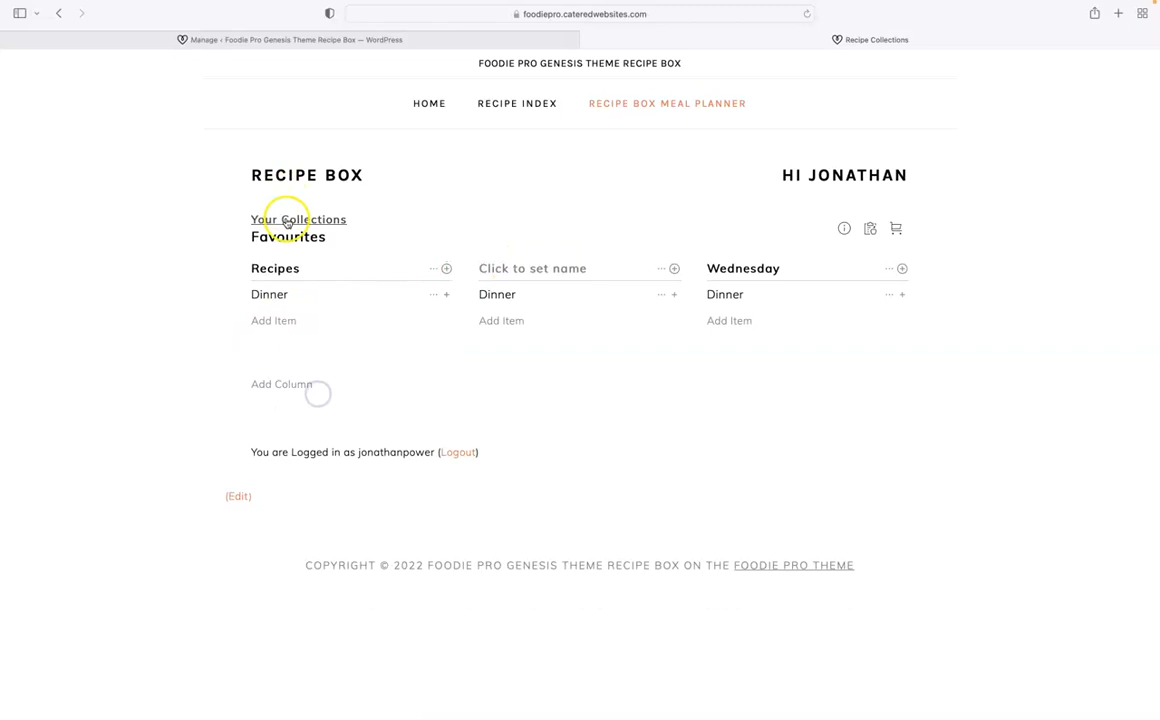 foodiepro.cateredwebsites.com
Manage ‹ Foodie Pro Genesis Theme Recipe Box — WordPress
Recipe Collections
FOODIE PRO GENESIS THEME RECIPE BOX
HOME RECIPE INDEX RECIPE BOX MEAL PLANNER
RECIPE BOX
HI JONATHAN
Your Collections
Favourites
Recipes
Click to set name
Wednesday
Dinner
Dinner
Dinner
Add Item
Add Item
Add Item
Add Column
You are Logged in as jonathanpower (Logout)
(Edit)
COPYRIGHT © 2022 FOODIE PRO GENESIS THEME RECIPE BOX ON THE FOODIE PRO THEME